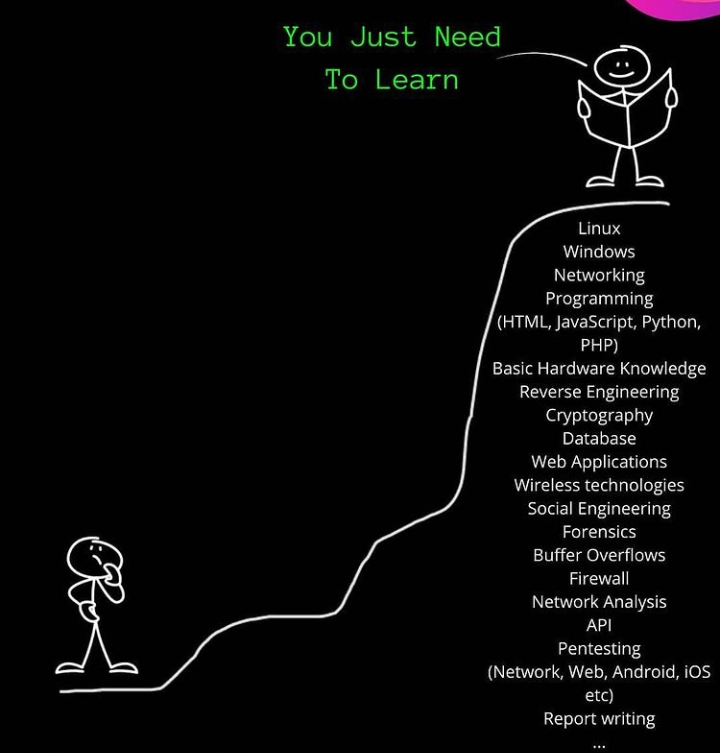 You Just Need
To Learn
Linux
Windows
Networking
Programming
(HTML, JavaScript, Python,
PHP)
Basic Hardware Knowledge
Reverse Engineering
Cryptography
Database
Web Applications
Wireless technologies
Social Engineering
Forensics
Buffer Overflows
Firewall
Network Analysis
API
Pentesting
(Network, Web, Android, iOS
etc)
Report writing
...